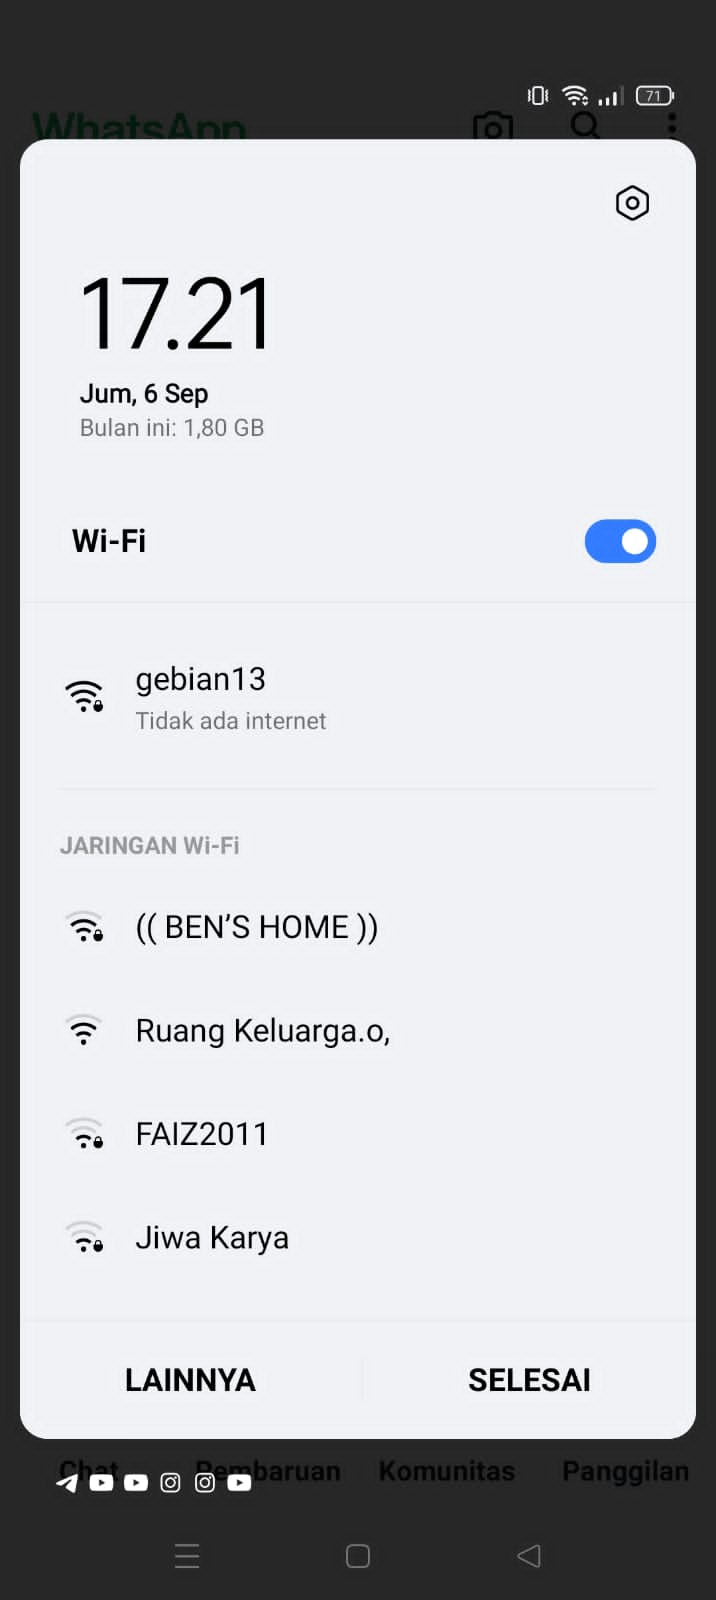 71
WhatsApp
17.21
Jum, 6 Sep
Bulan ini: 1,80 GB
Wi-Fi
gebian13
Tidak ada internet
JARINGAN Wi-Fi
(( BEN’S HOME ))
Ruang Keluarga.o,
FAIZ2011
Jiwa Karya
LAINNYA SELESAI
Chat Pembaruan Komunitas Panggilan